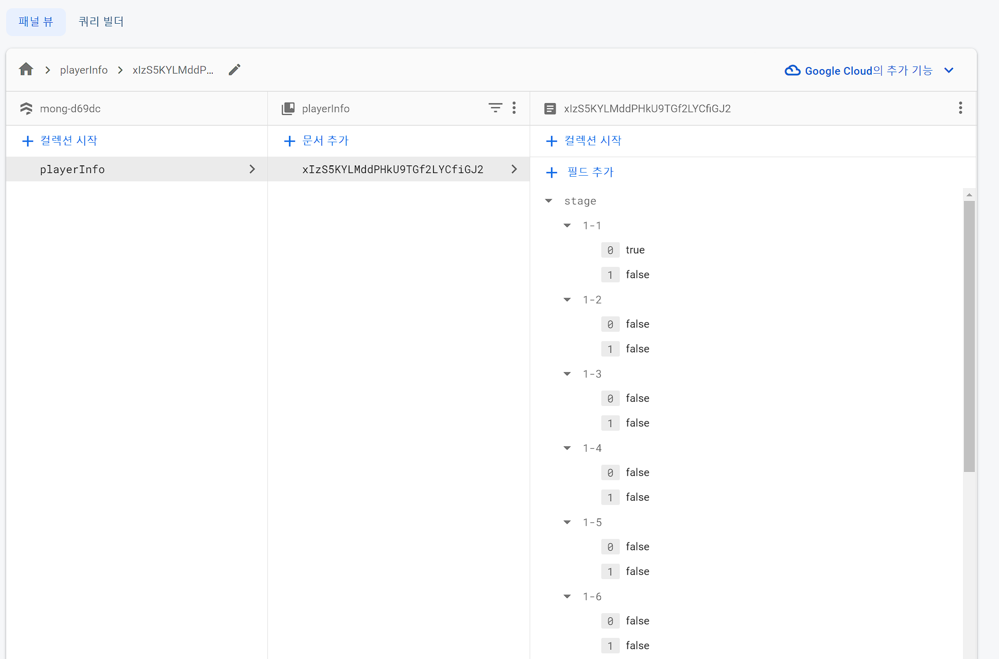 패널 뷰
쿼리 빌더
playerInfo
xIzS5KYLMddP...
Google Cloud의 추가 기능
mong-d69dc
playerInfo
xIzS5KYLMddPHkU9TGf2LYCfiGJ2
컬렉션 시작
문서 추가
컬렉션 시작
playerInfo
xIzS5KYLMddPHkU9TGf2LYCfiGJ2
필드 추가
stage
1-1
0 true
1 false
1-2
0 false
1 false
1-3
0 false
1 false
1-4
0 false
1 false
1-5
0 false
1 false
1-6
0 false
1 false